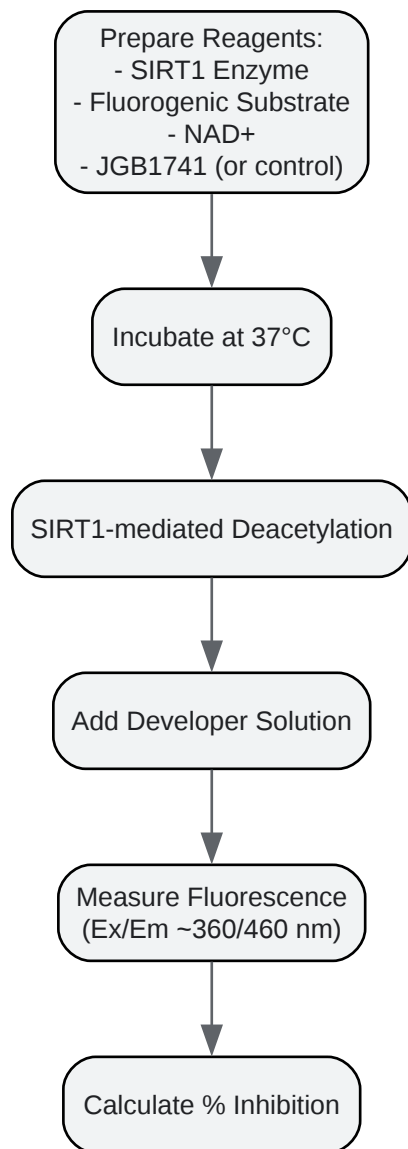 Prepare Reagents:
- SIRT1 Enzyme
- Fluorogenic Substrate
- NAD+
- JGB1741 (or control)
Incubate at 37°C
SIRT1-mediated Deacetylation
Add Developer Solution
Measure Fluorescence
(Ex/Em ~360/460 nm)
Calculate % Inhibition